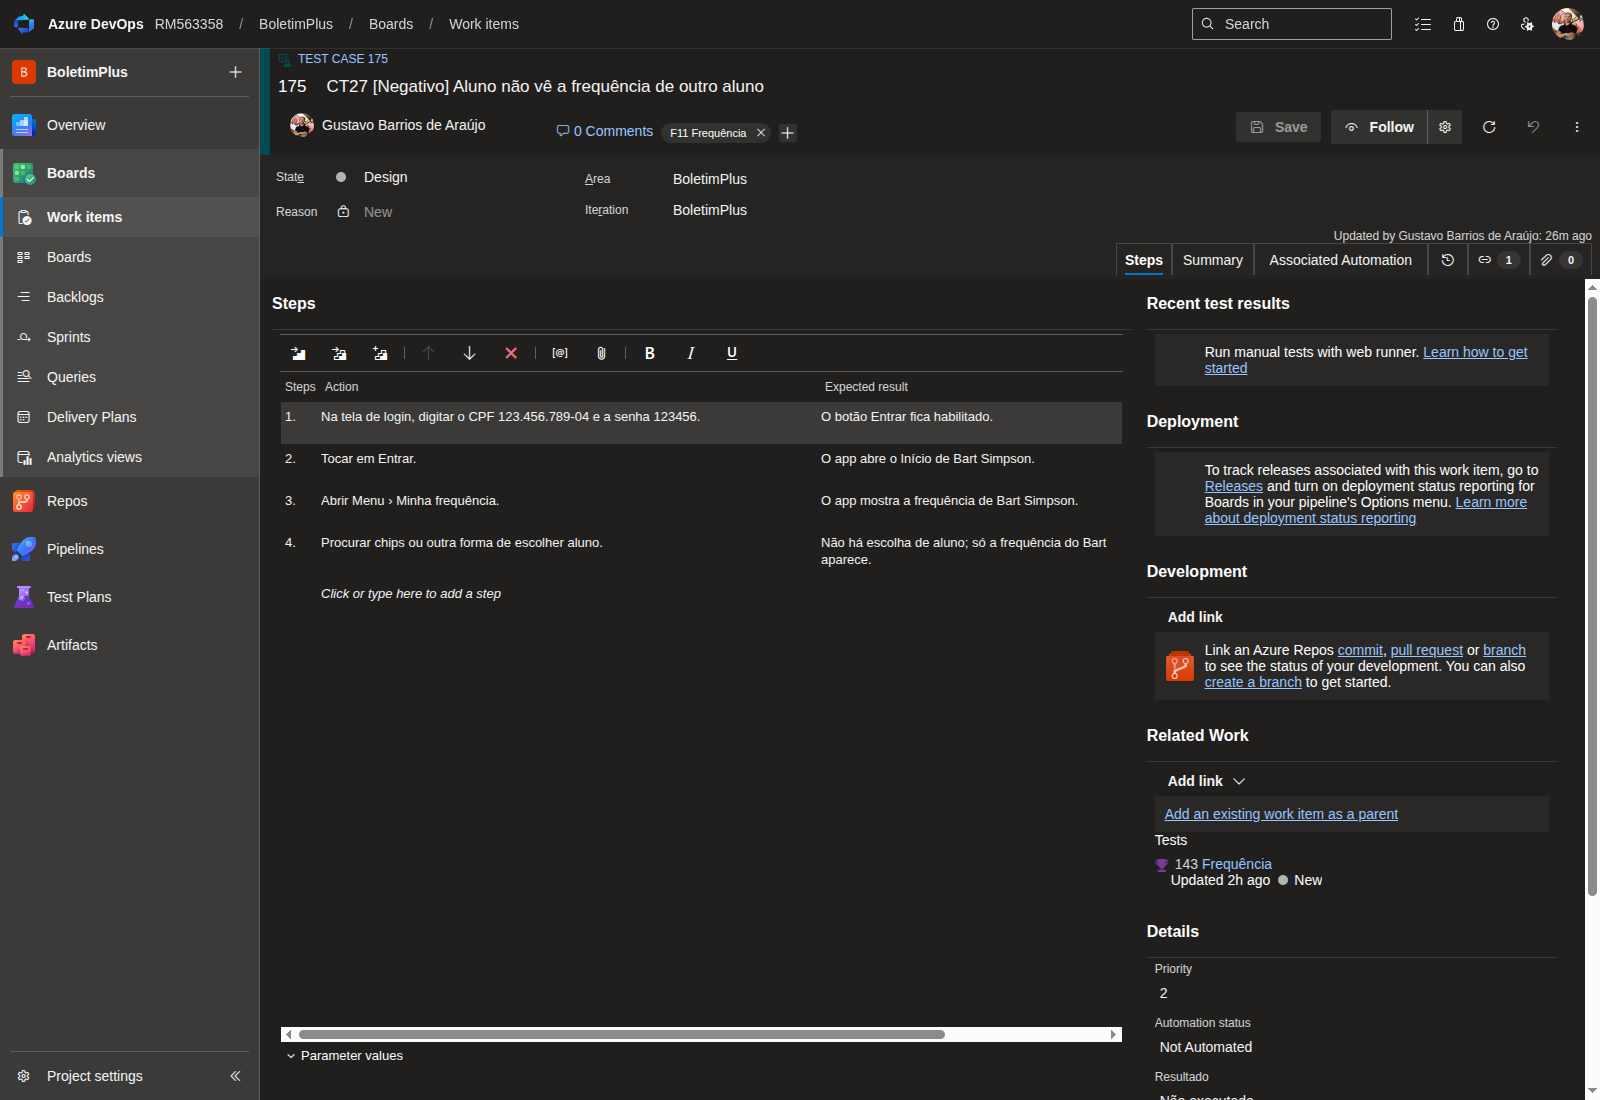 Azure DevOps RM563358 / BoletimPlus / Boards / Work items
Search
B BoletimPlus
Overview
Boards
Work items
Boards
Backlogs
Sprints
Queries
Delivery Plans
Analytics views
Repos
Pipelines
Test Plans
Artifacts
Project settings
TEST CASE 175
175 CT27 [Negativo] Aluno não vê a frequência de outro aluno
Gustavo Barrios de Araújo
0 Comments
F11 Frequência
Save
Follow
State Design
Reason New
Area BoletimPlus
Iteration BoletimPlus
Updated by Gustavo Barrios de Araújo: 26m ago
Steps Summary Associated Automation 1 0
Steps
[@] B I U
Steps Action Expected result
1. Na tela de login, digitar o CPF 123.456.789-04 e a senha 123456. O botão Entrar fica habilitado.
2. Tocar em Entrar. O app abre o Início de Bart Simpson.
3. Abrir Menu › Minha frequência. O app mostra a frequência de Bart Simpson.
4. Procurar chips ou outra forma de escolher aluno. Não há escolha de aluno; só a frequência do Bart
aparece.
Click or type here to add a step
Parameter values
Recent test results
Run manual tests with web runner. Learn how to get
started
Deployment
To track releases associated with this work item, go to
Releases and turn on deployment status reporting for
Boards in your pipeline's Options menu. Learn more
about deployment status reporting
Development
Add link
Link an Azure Repos commit, pull request or branch
to see the status of your development. You can also
create a branch to get started.
Related Work
Add link
Add an existing work item as a parent
Tests
143 Frequência
Updated 2h ago New
Details
Priority
2
Automation status
Not Automated
Resultado
Não executado